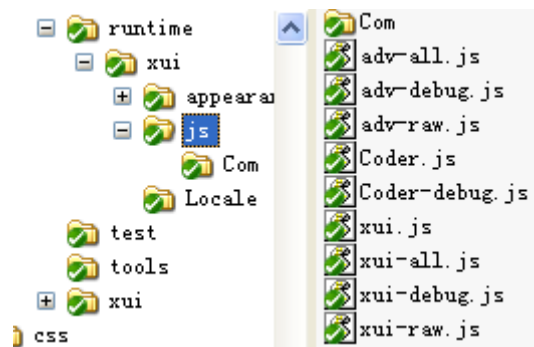 runtime
xui
appearan
js
Com
Locale
test
tools
xui
css
Com
adv-all.js
adv-debug.js
adv-raw.js
Coder.js
Coder-debug.js
xui.js
xui-all.js
xui-debug.js
xui-raw.js